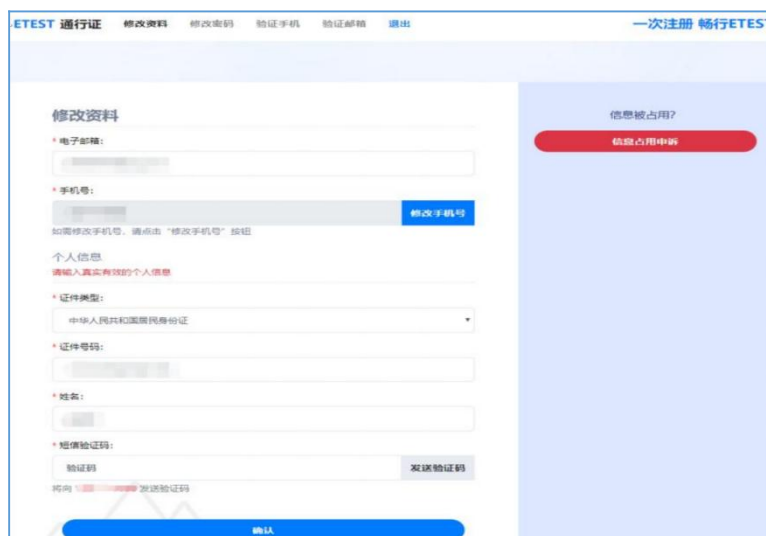 ETEST 通行证 修改资料 修改密码 验证手机 验证邮箱 退出 一次注册 畅行ETEST
修改资料
* 电子邮箱:
* 手机号:
修改手机号
如需修改手机号，请点击“修改手机号”按钮
个人信息
请输入真实有效的个人信息
* 证件类型:
中华人民共和国居民身份证
* 证件号码:
* 姓名:
* 短信验证码:
验证码 发送验证码
将向 发送验证码
确认
信息被占用?
信息占用申诉